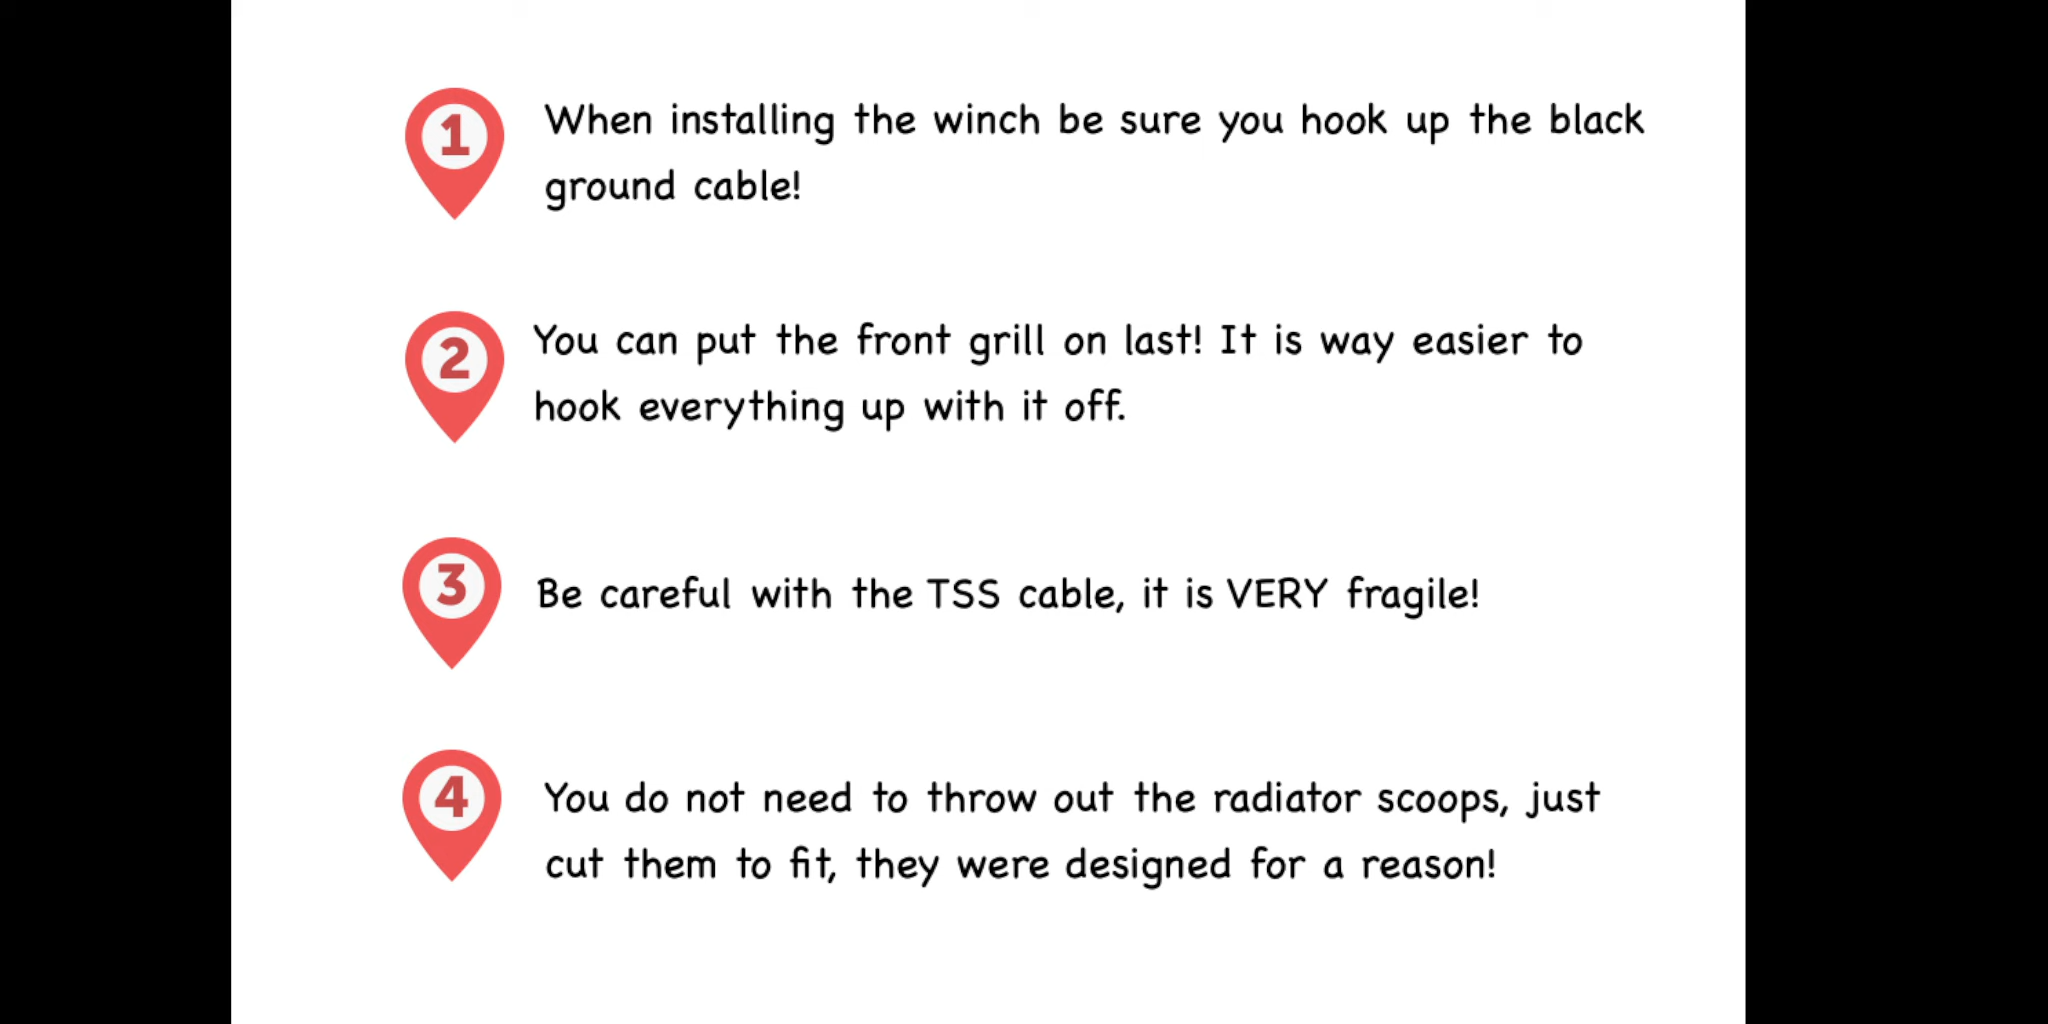 1
When installing the winch be sure you hook up the black
ground cable!
2
You can put the front grill on last! It is way easier to
hook everything up with it off.
3
Be careful with the TSS cable, it is VERY fragile!
4
You do not need to throw out the radiator scoops, just
cut them to fit, they were designed for a reason!